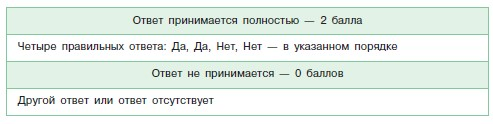 Ответ принимается полностью — 2 балла
Четыре правильных ответа: Да, Да, Нет, Нет — в указанном порядке
Ответ не принимается — 0 баллов
Другой ответ или ответ отсутствует